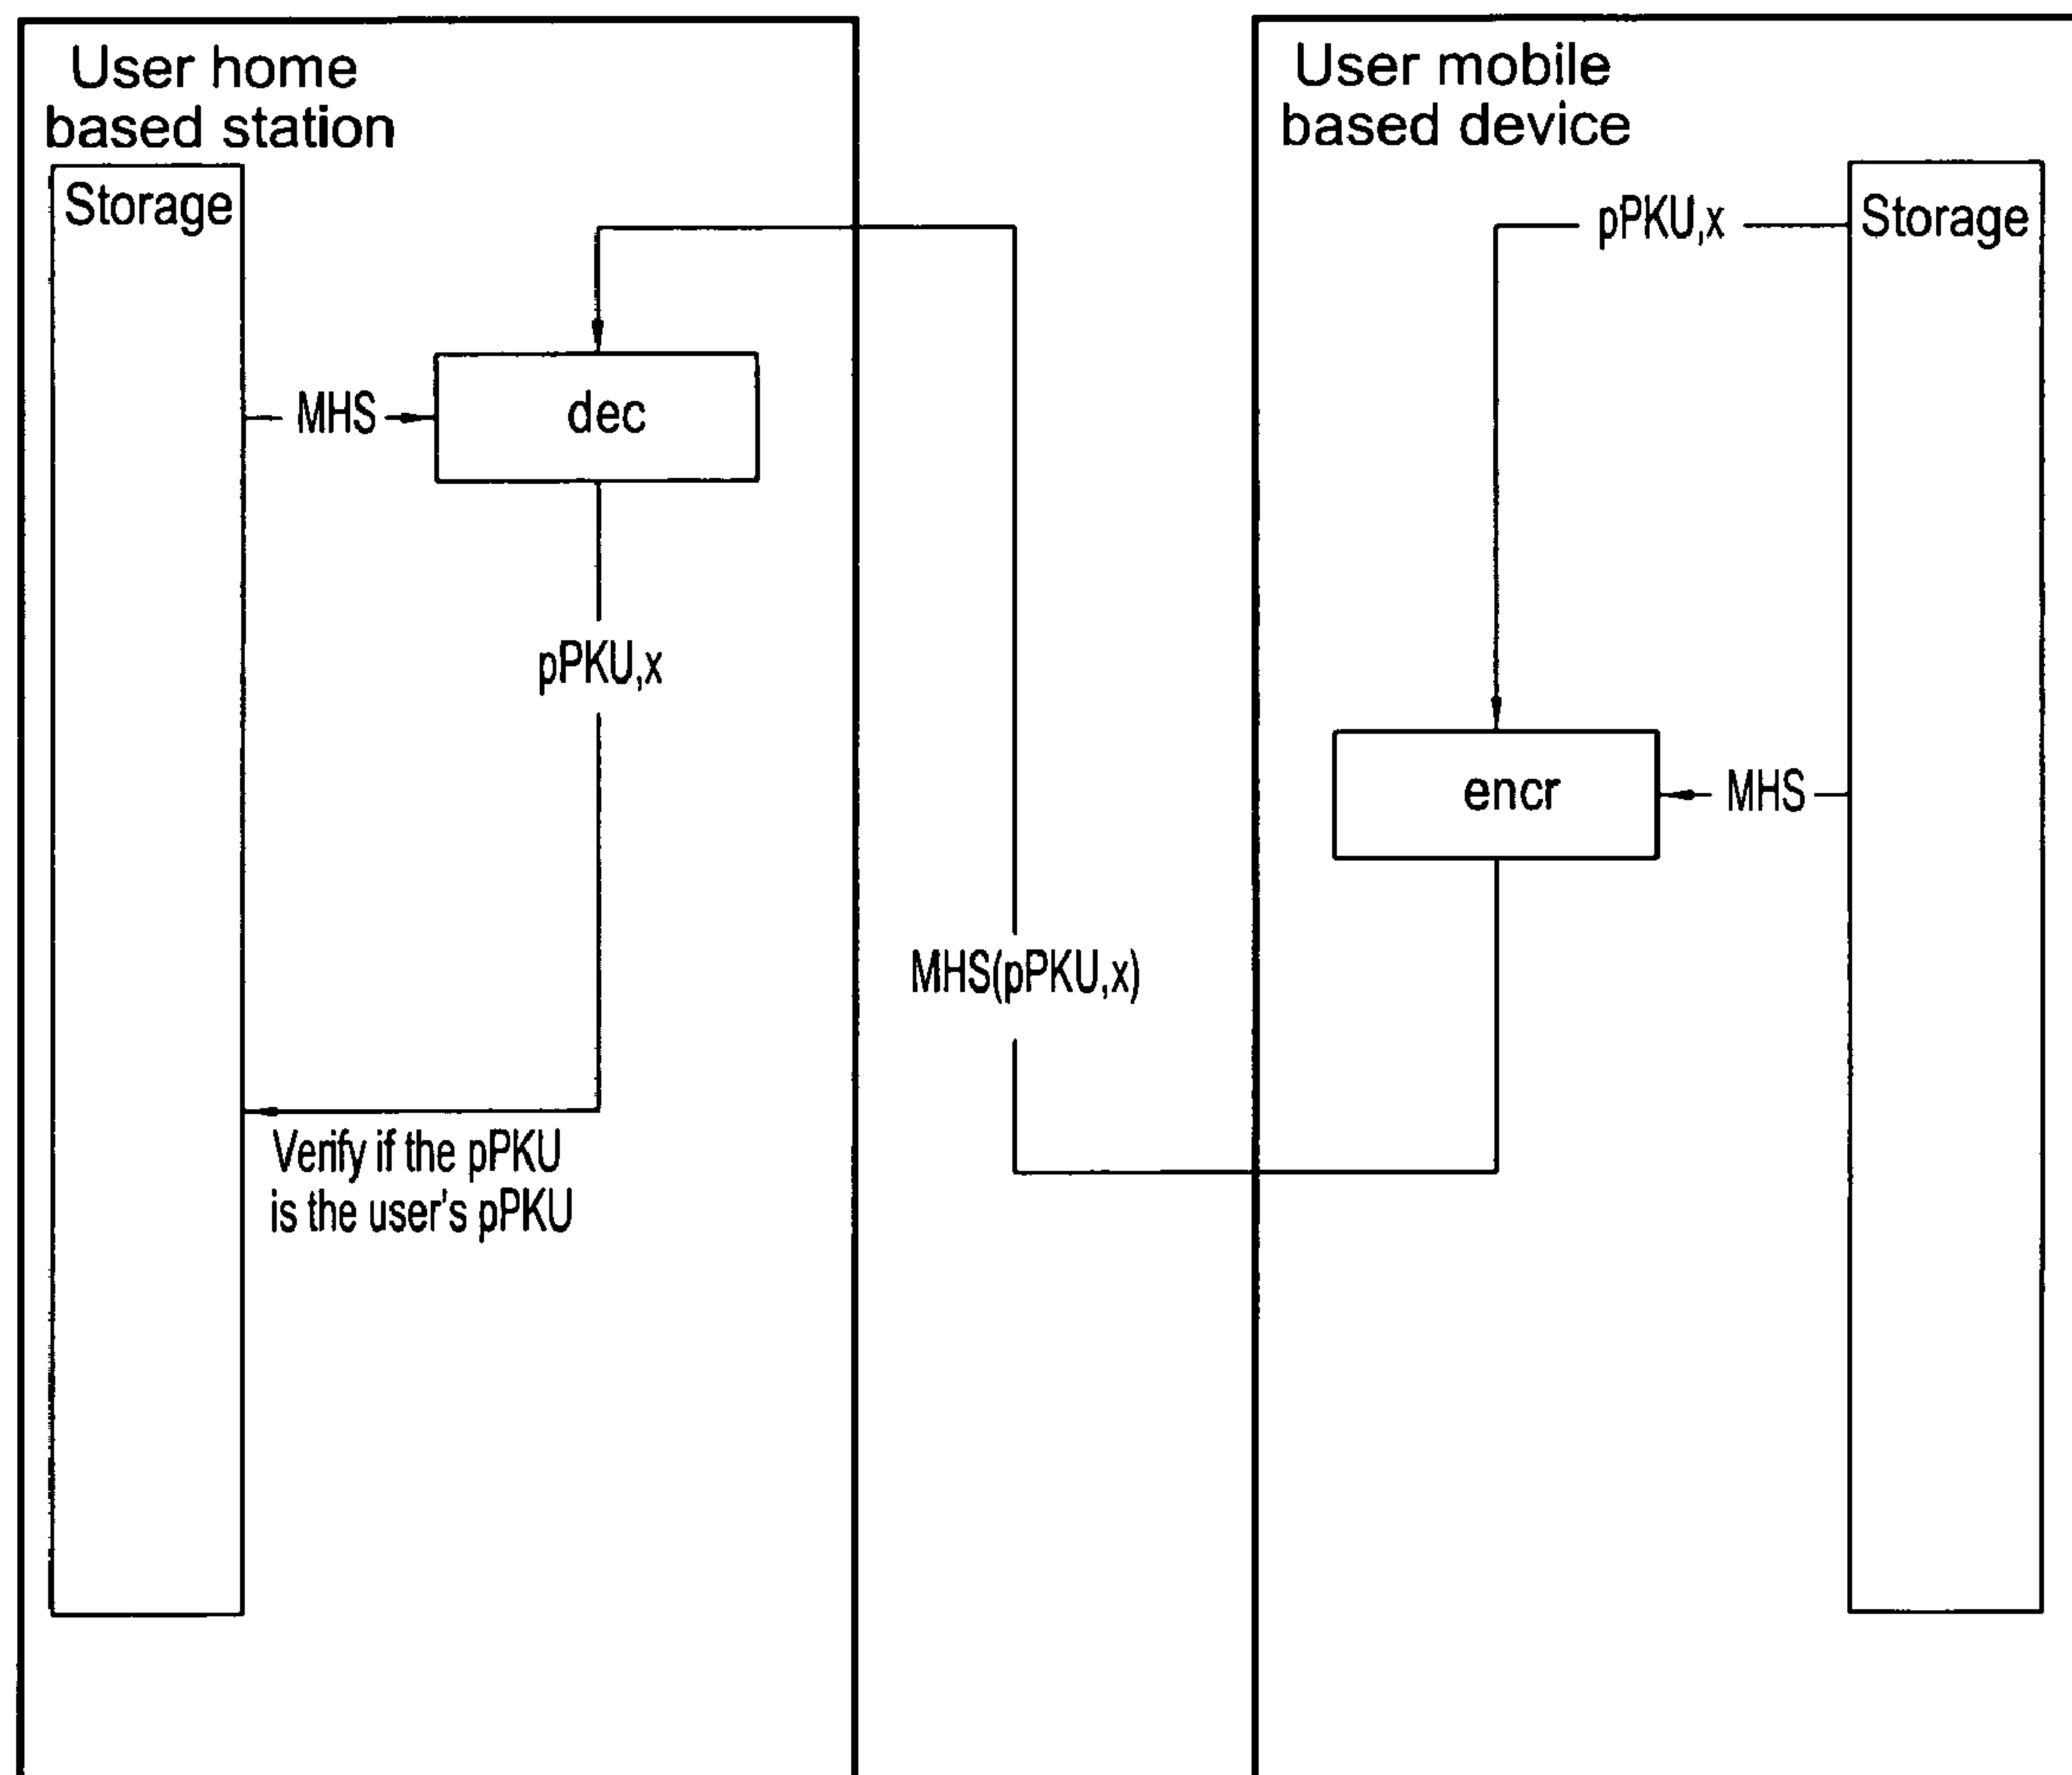 User home
based station
Storage
MHS
dec
pPKU,x
Verify if the pPKU
is the user's pPKU
MHS(pPKU,x)
User mobile
based device
pPKU,x
Storage
encr
MHS